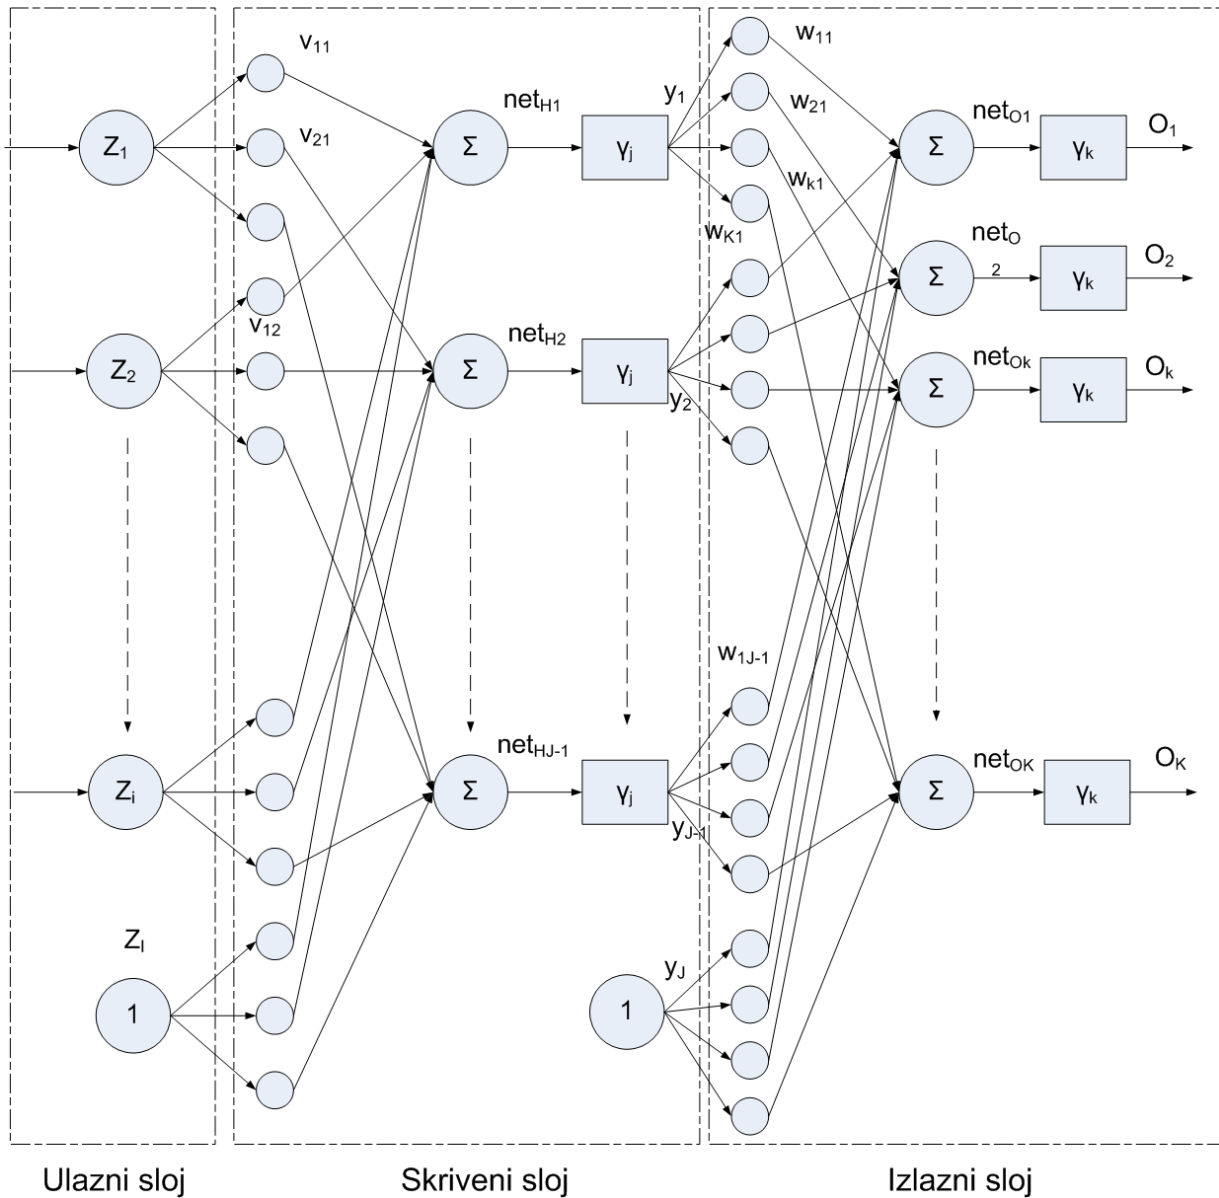 v11
w11
Z1
v21
Σ
netH1
γj
y1
w21
wk1
wK1
Σ
netO1
γk
O1
netO
2
Σ
γk
O2
v12
Z2
Σ
netH2
γj
y2
Σ
netOk
γk
Ok
w1J-1
Zi
Σ
netHJ-1
γj
yJ-1
Σ
netOK
γk
OK
ZI
1
yJ
1
Ulazni sloj
Skriveni sloj
Izlazni sloj